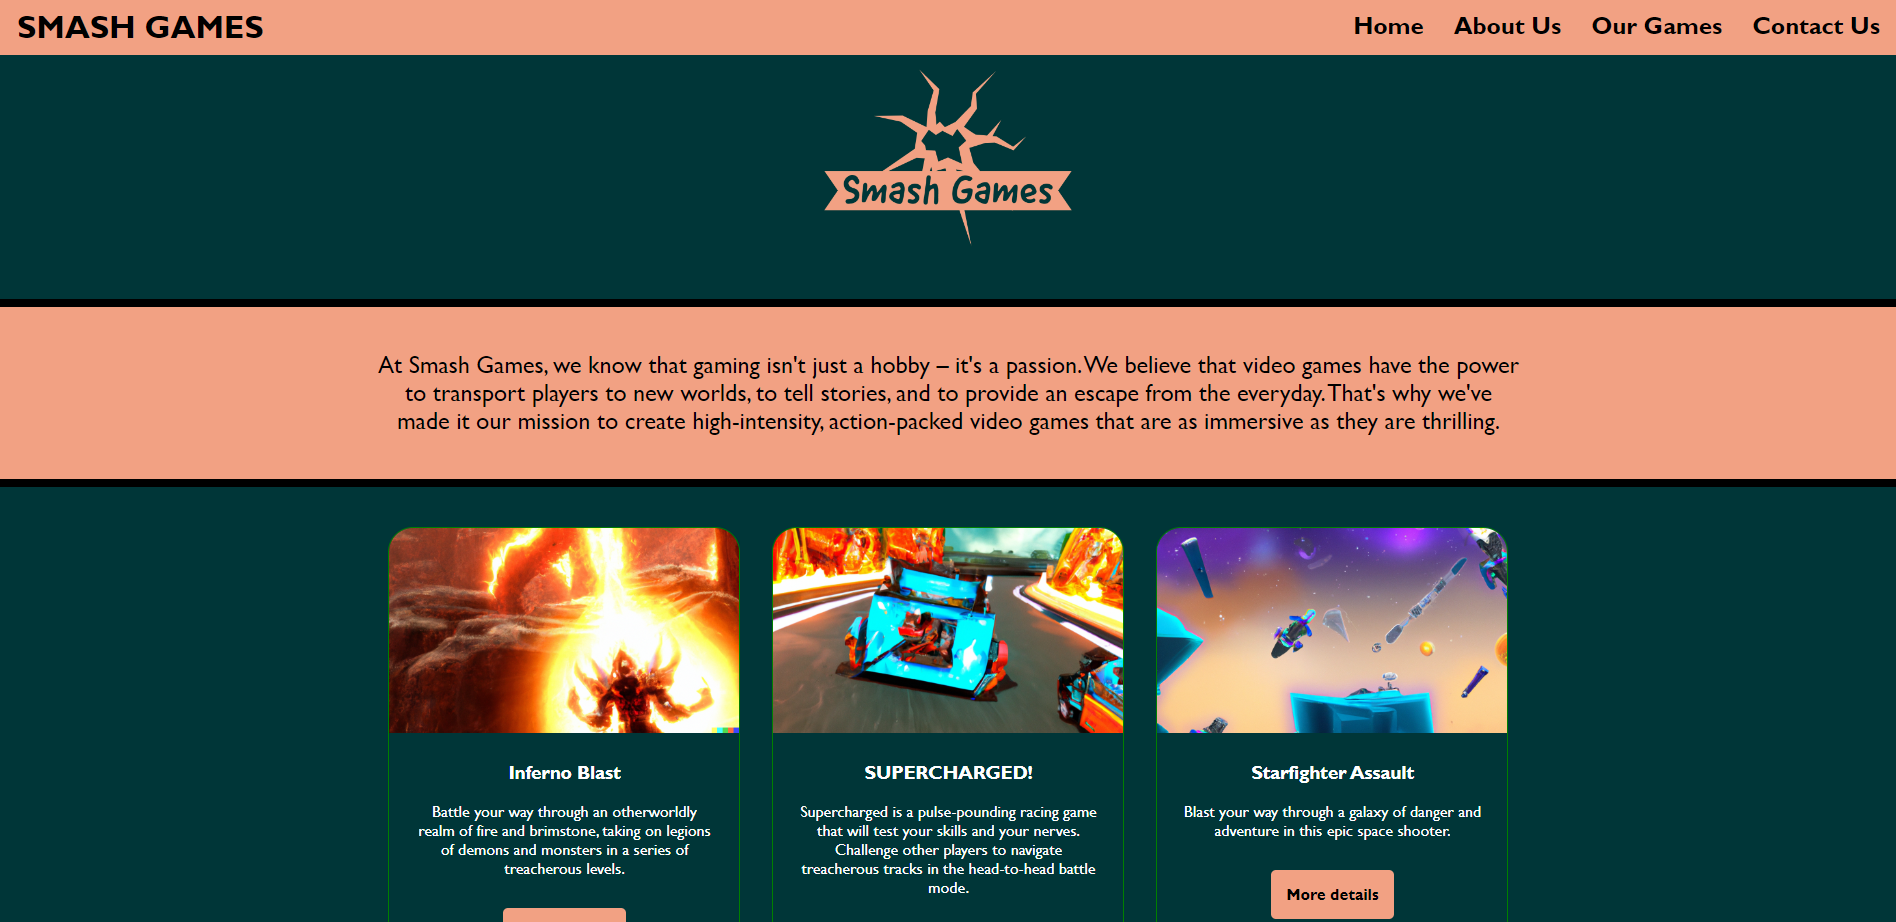 SMASH GAMES
Home About Us Our Games Contact Us
Smash Games
At Smash Games, we know that gaming isn't just a hobby – it's a passion. We believe that video games have the power
to transport players to new worlds, to tell stories, and to provide an escape from the everyday. That's why we've
made it our mission to create high-intensity, action-packed video games that are as immersive as they are thrilling.
Inferno Blast
Battle your way through an otherworldly
realm of fire and brimstone, taking on legions
of demons and monsters in a series of
treacherous levels.
SUPERCHARGED!
Supercharged is a pulse-pounding racing game
that will test your skills and your nerves.
Challenge other players to navigate
treacherous tracks in the head-to-head battle
mode.
Starfighter Assault
Blast your way through a galaxy of danger and
adventure in this epic space shooter.
More details